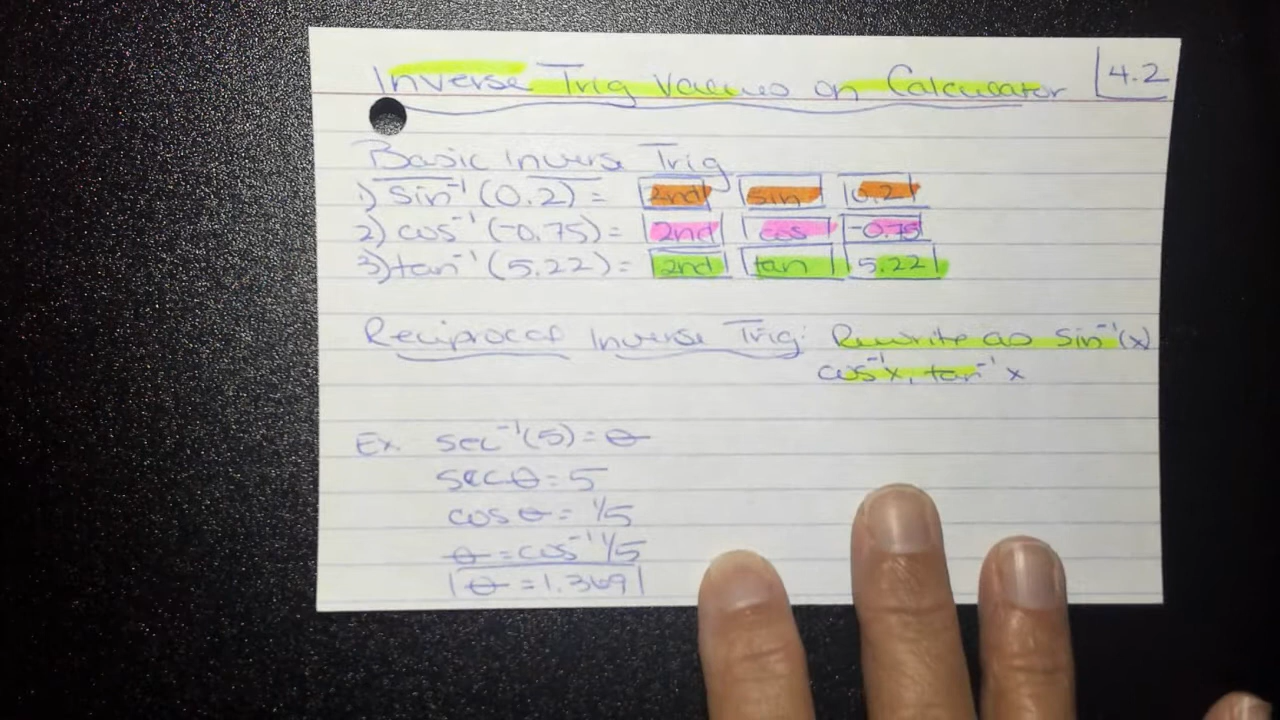 Inverse Trig Values on Calculator 4.2
Basic Inverse Trig
1) sin⁻¹(0.2) = 2nd sin 0.2
2) cos⁻¹(-0.75) = 2nd cos -0.75
3) tan⁻¹(5.22) = 2nd tan 5.22
Reciprocal Inverse Trig: Rewrite as sin⁻¹(x)
cos⁻¹x, tan⁻¹x
Ex. sec⁻¹(5) = θ
secθ = 5
cosθ = 1/5
θ = cos⁻¹ 1/5
θ = 1.369